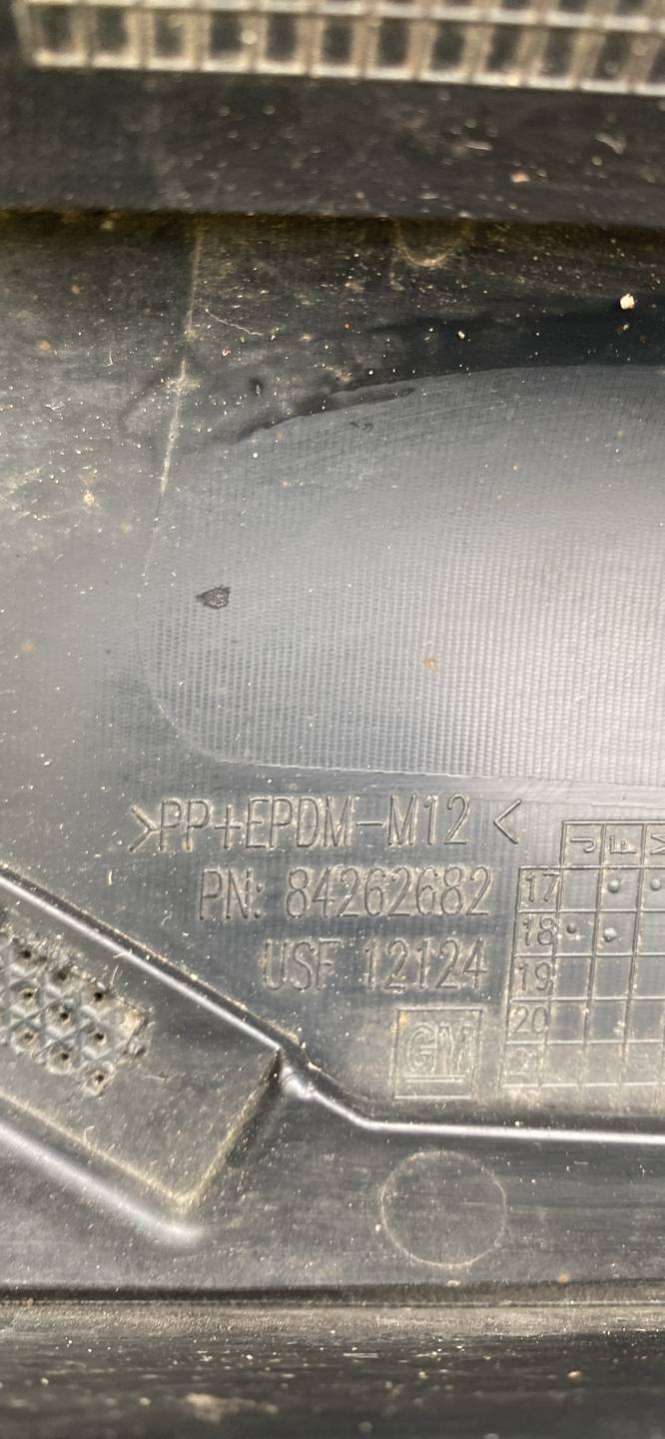 >PP+EPDM-M12<
PN: 84262682
USF 12124
GM
J F
17
18
19
20